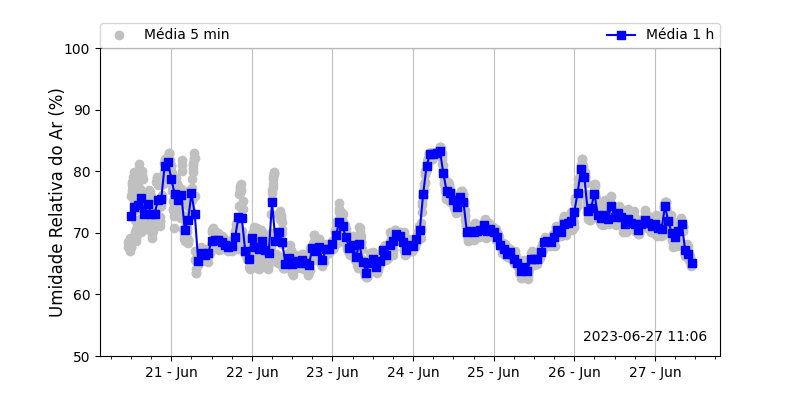 Média 5 min
Média 1 h
100
90
80
70
60
50
Umidade Relativa do Ar (%)
2023-06-27 11:06
21 - Jun
22 - Jun
23 - Jun
24 - Jun
25 - Jun
26 - Jun
27 - Jun